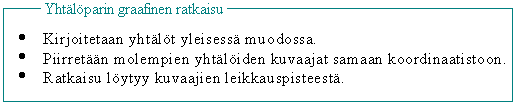 Yhtälöparin graafinen ratkaisu
• Kirjoitetaan yhtälöt yleisessä muodossa.
• Piirretään molempien yhtälöiden kuvaajat samaan koordinaatistoon.
• Ratkaisu löytyy kuvaajien leikkauspisteestä.